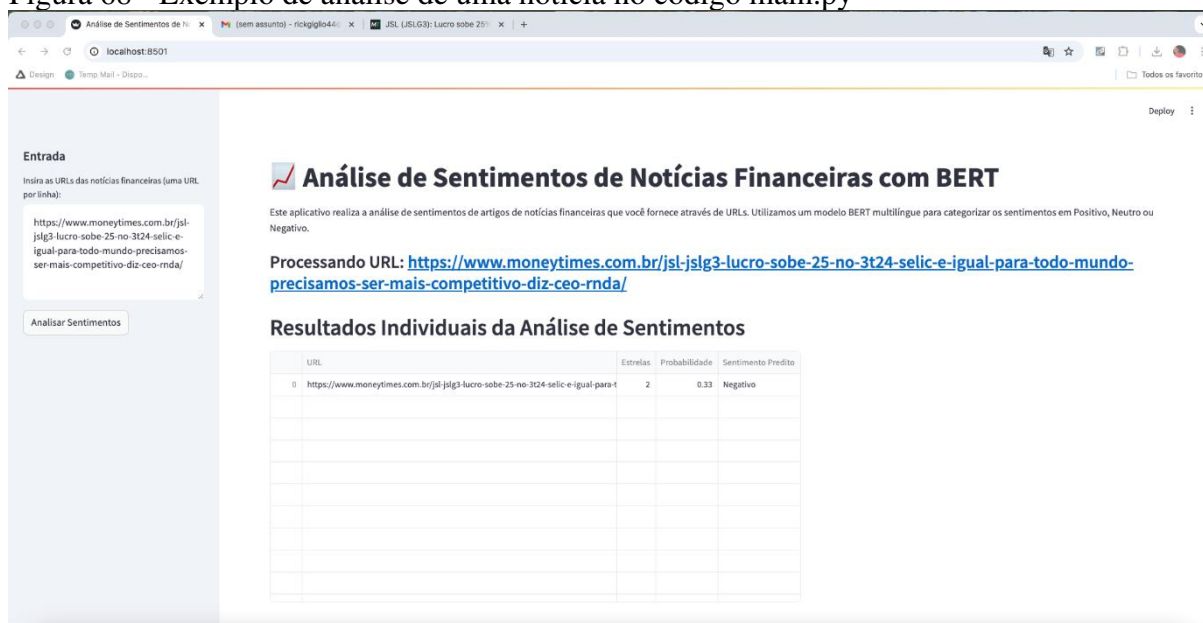 Figura 68 - Exemplo de análise de uma notícia no código main.py
Análise de Sentimentos de No
(sem assunto) - rickgiglio44
JSL (JSLG3): Lucro sobe 25
localhost:8501
Design
Temp Mail - Dispo...
Todos os favorito
Deploy
Entrada
Insira as URLs das notícias financeiras (uma URL
por linha):
https://www.moneytimes.com.br/jsl-
jslg3-lucro-sobe-25-no-3t24-selic-e-
igual-para-todo-mundo-precisamos-
ser-mais-competitivo-diz-ceo-rnda/
Analisar Sentimentos
Análise de Sentimentos de Notícias Financeiras com BERT
Este aplicativo realiza a análise de sentimentos de artigos de notícias financeiras que você fornece através de URLs. Utilizamos um modelo BERT multilíngue para categorizar os sentimentos em Positivo, Neutro ou
Negativo.
Processando URL: https://www.moneytimes.com.br/jsl-jslg3-lucro-sobe-25-no-3t24-selic-e-igual-para-todo-mundo-
precisamos-ser-mais-competitivo-diz-ceo-rnda/
Resultados Individuais da Análise de Sentimentos
URL Estrelas Probabilidade Sentimento Predito
0 https://www.moneytimes.com.br/jsl-jslg3-lucro-sobe-25-no-3t24-selic-e-igual-para-t 2 0.33 Negativo